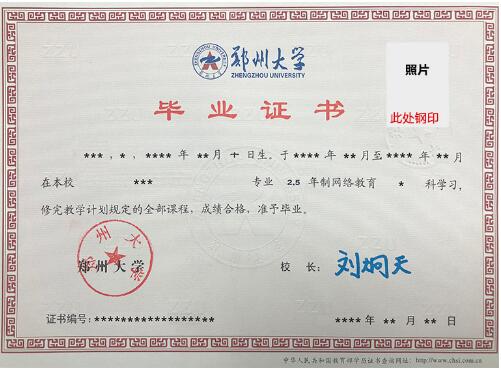 郑州大学
ZHENGZHOU UNIVERSITY
照片
此处钢印
毕业证书
***，*，****年**月十日生。于****年**月至****年**月
在本校 *** 专业 2.5年制网络教育 * 科学习，
修完教学计划规定的全部课程，成绩合格，准予毕业。
郑州大学
郑州大学
校 长：刘炯天
证书编号：******************
****年**月**日
中华人民共和国教育部学历证书查询网址：http://www.chsi.com.cn